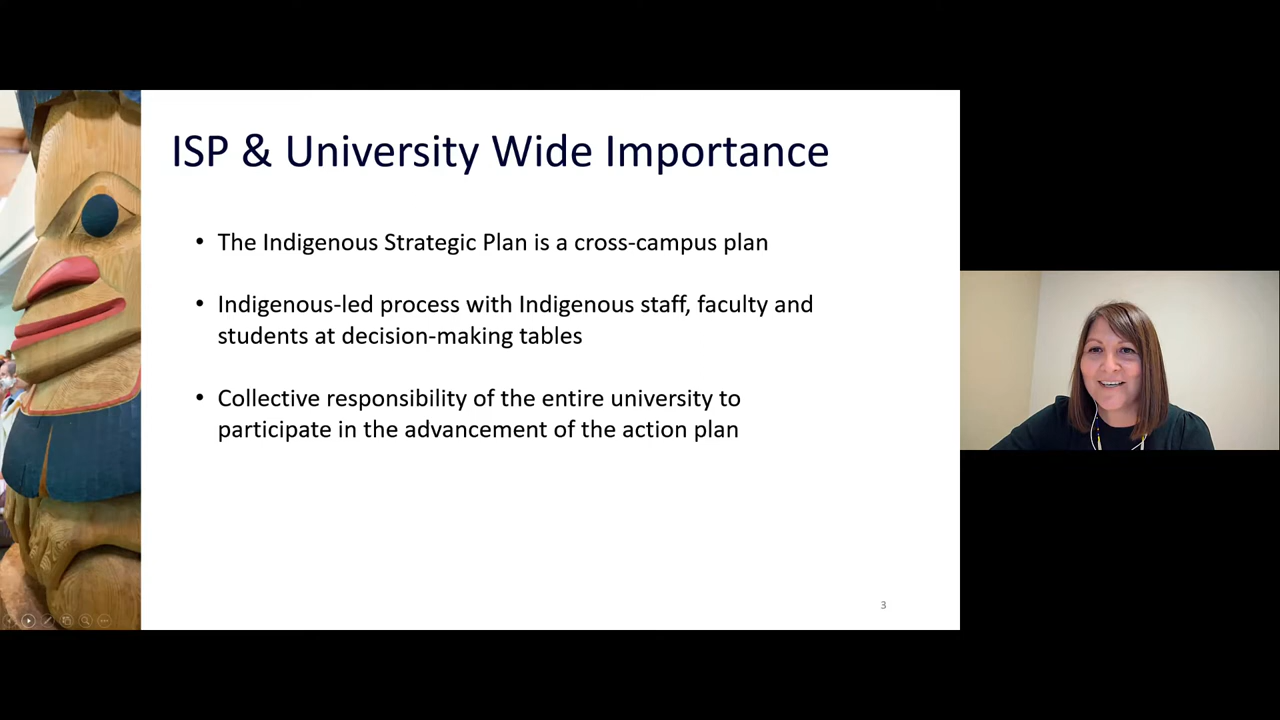 ISP & University Wide Importance
• The Indigenous Strategic Plan is a cross-campus plan
• Indigenous-led process with Indigenous staff, faculty and
students at decision-making tables
• Collective responsibility of the entire university to
participate in the advancement of the action plan
3